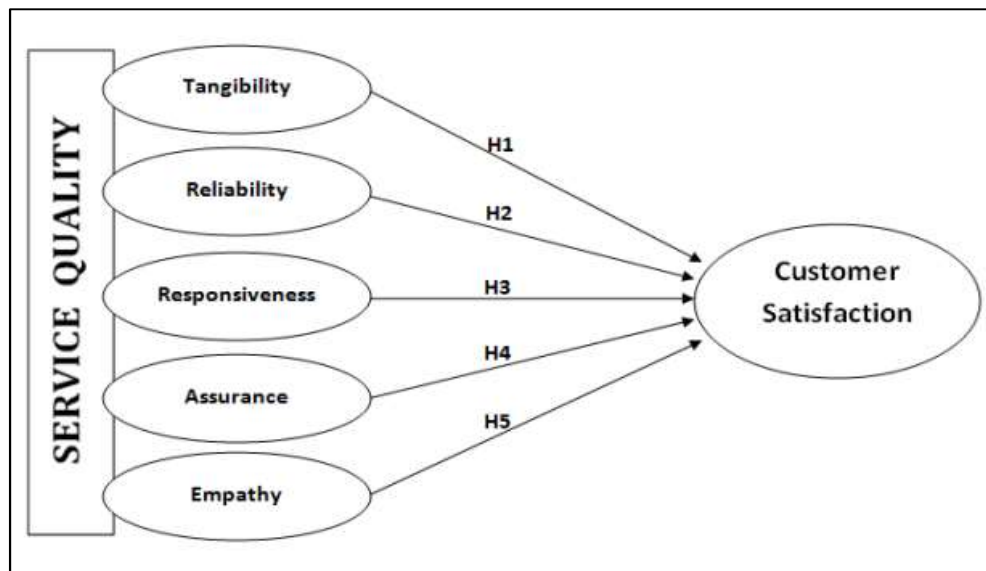 SERVICE QUALITY
Tangibility
Reliability
Responsiveness
Assurance
Empathy
H1
H2
H3
H4
H5
Customer
Satisfaction